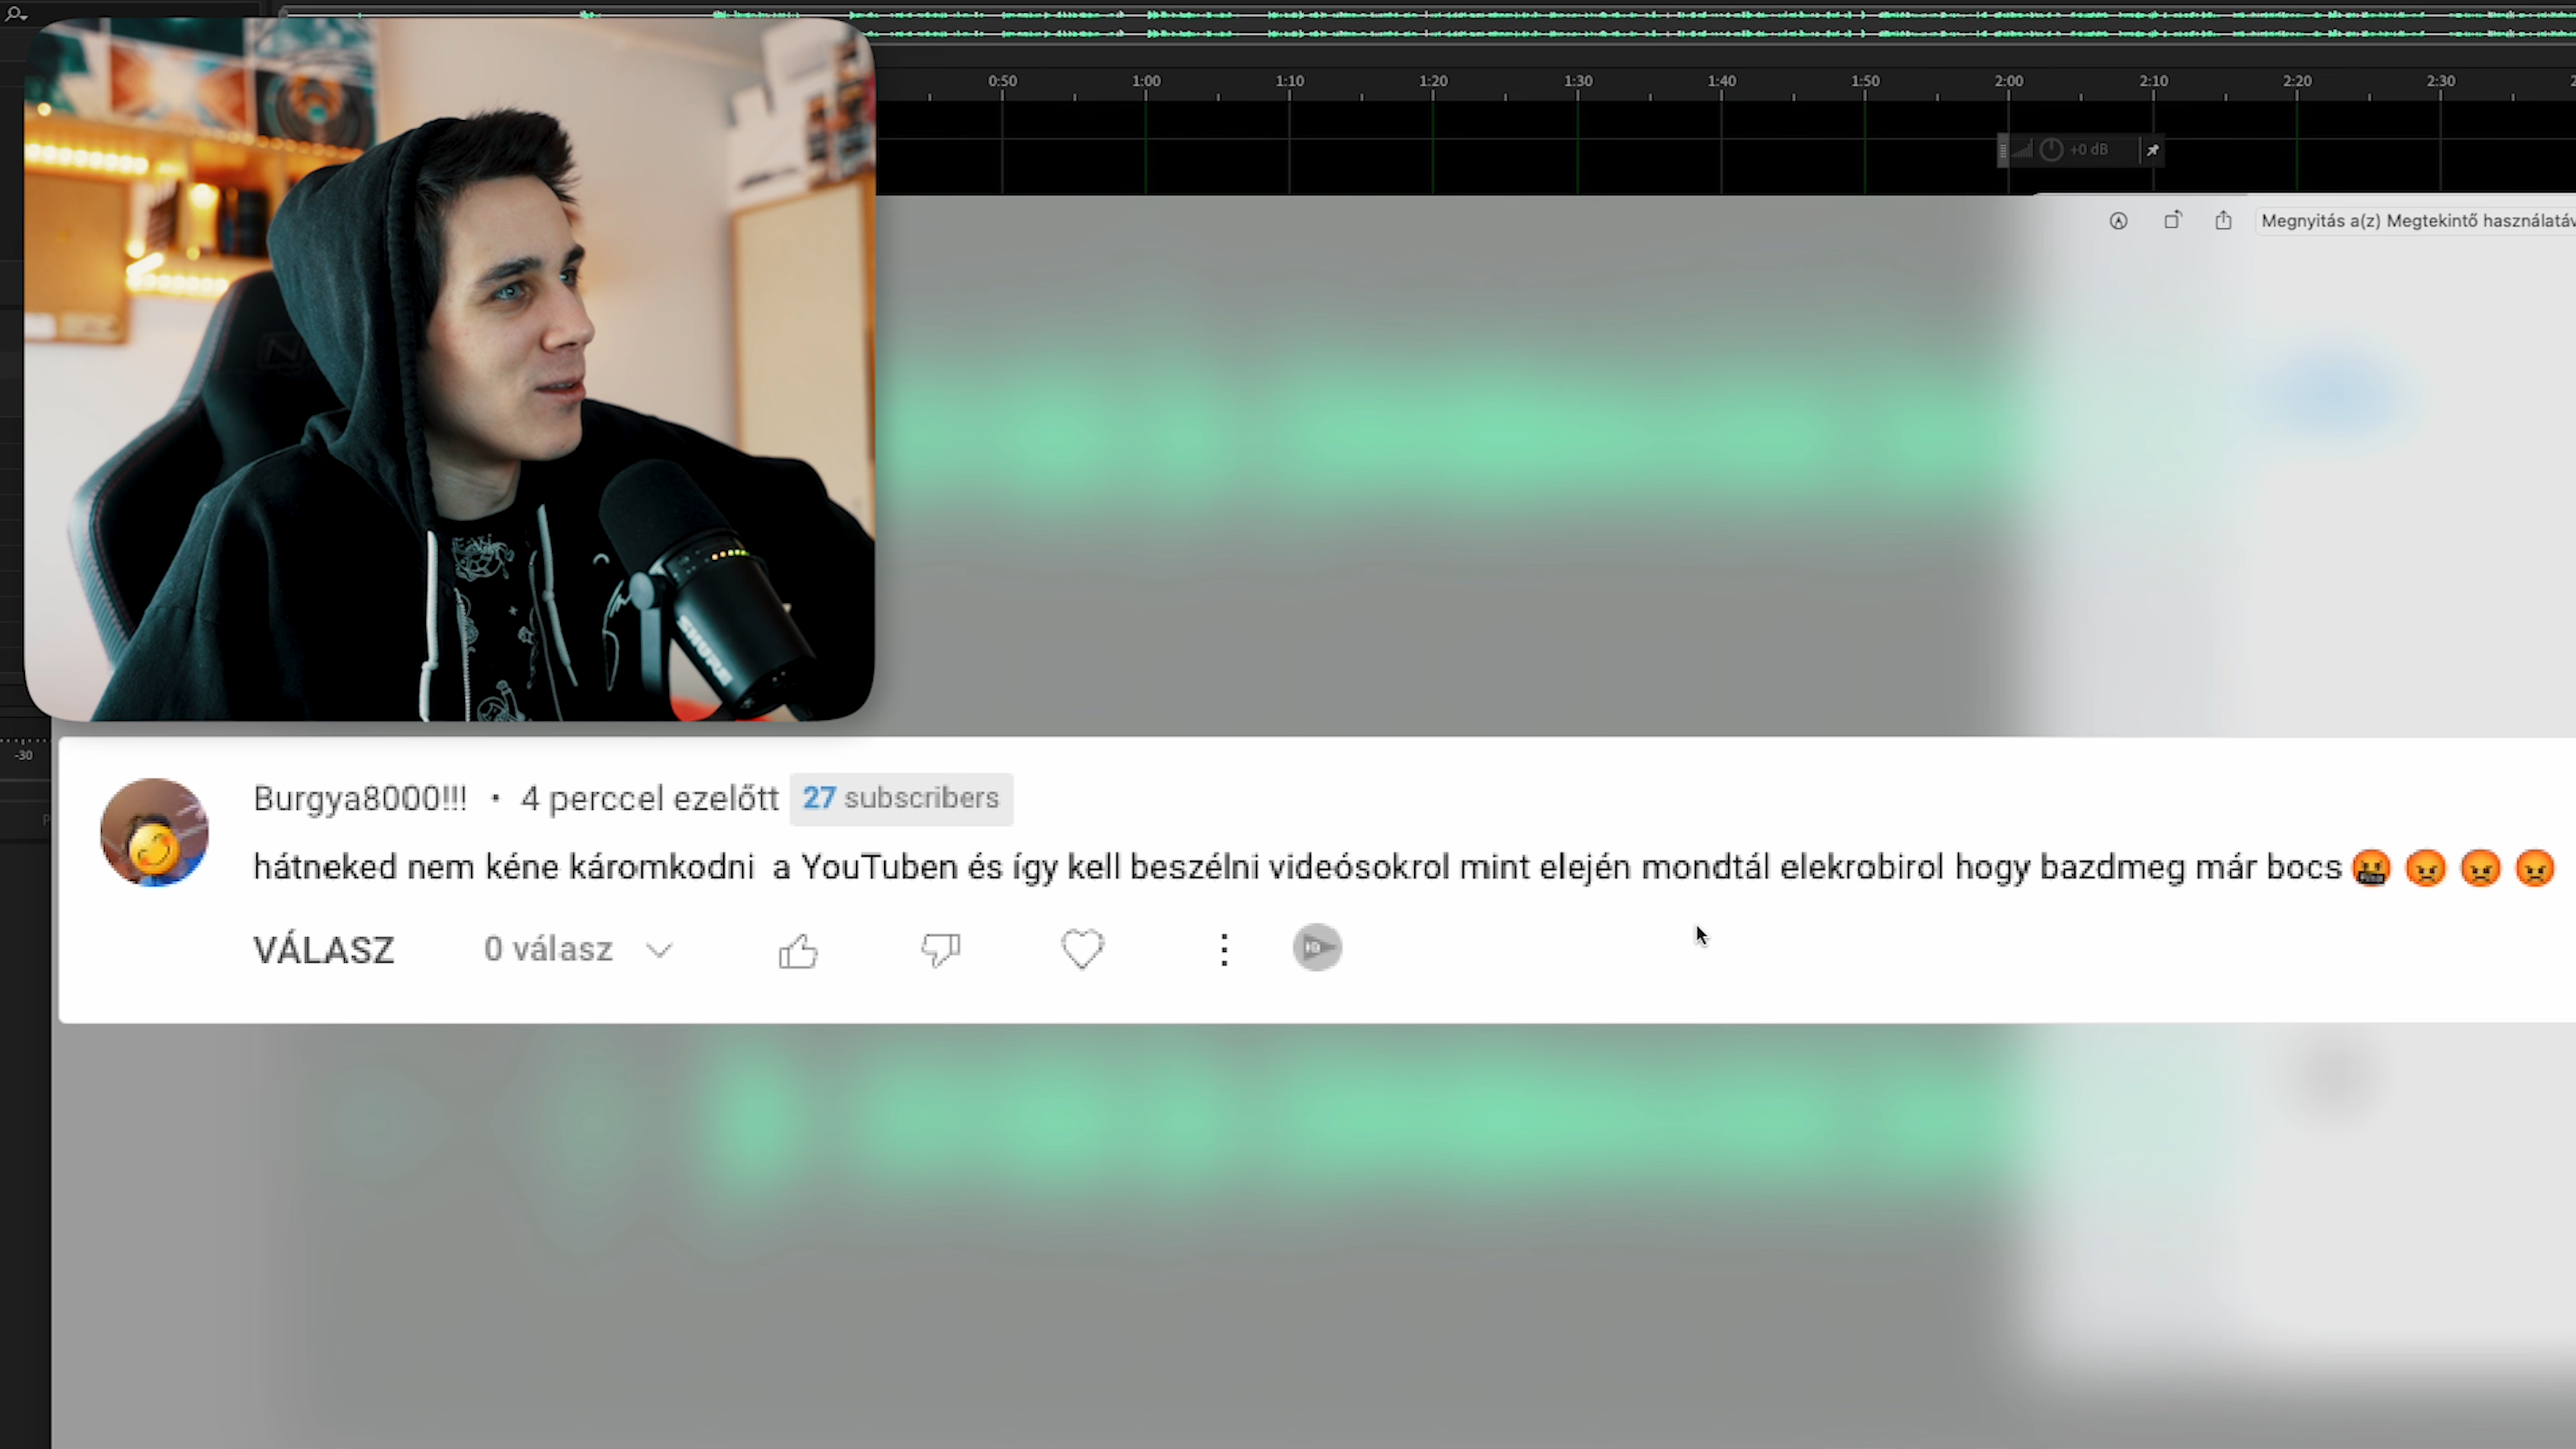 0:50 1:00 1:10 1:20 1:30 1:40 1:50 2:00 2:10 2:20 2:30
+0 dB
Megnyitás a(z) Megtekintő
SHURE
-30
Burgya8000!!! • 4 perccel ezelőtt 27 subscribers
hátneked nem kéne káromkodni a YouTuben és így kell beszélni videósokrol mint elején mondtál elekrobirol hogy bazdmeg már bocs 🤬 😡 😡 😡
VÁLASZ 0 válasz